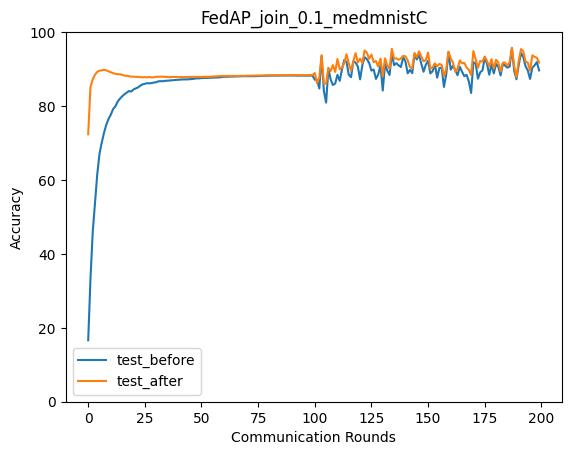 FedAP_join_0.1_medmnistC
100
80
60
40
20
0
Accuracy
test_before
test_after
0 25 50 75 100 125 150 175 200
Communication Rounds